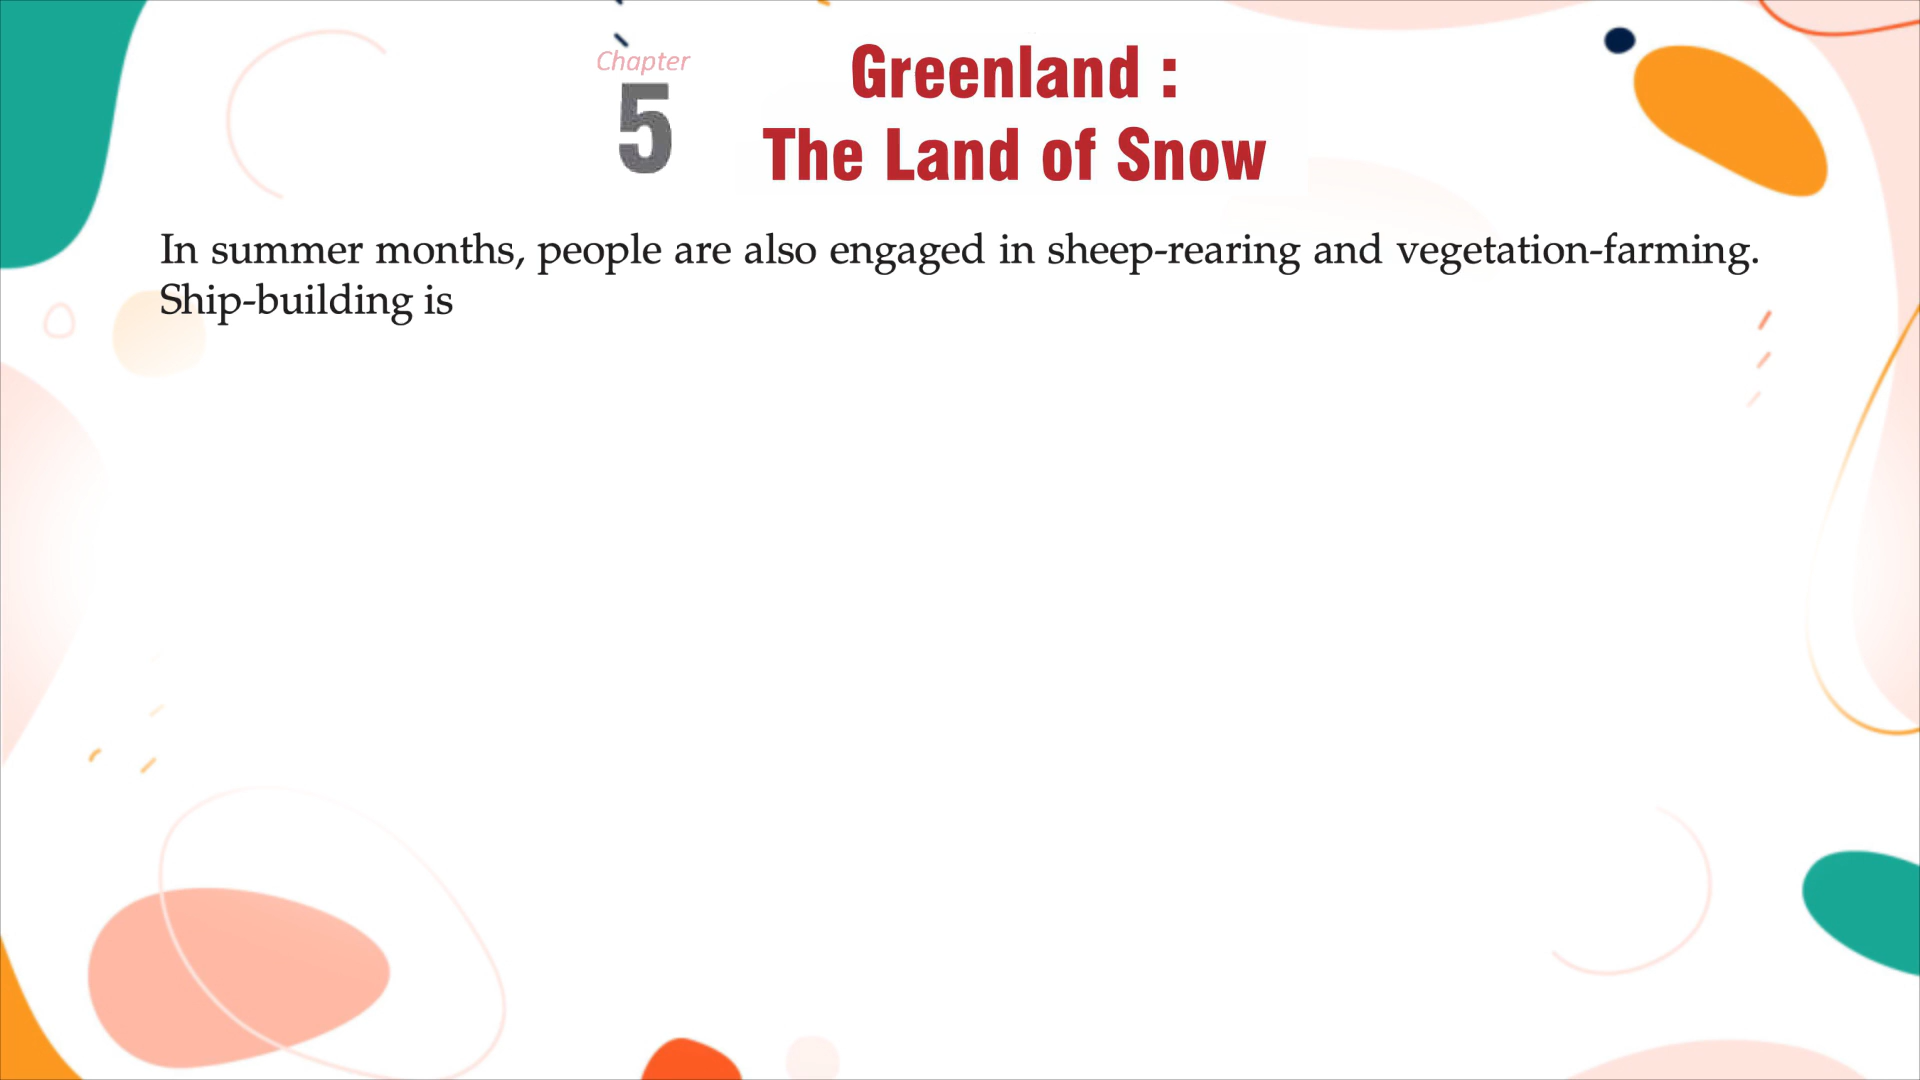 Chapter
5
Greenland :
The Land of Snow
In summer months, people are also engaged in sheep-rearing and vegetation-farming.
Ship-building is